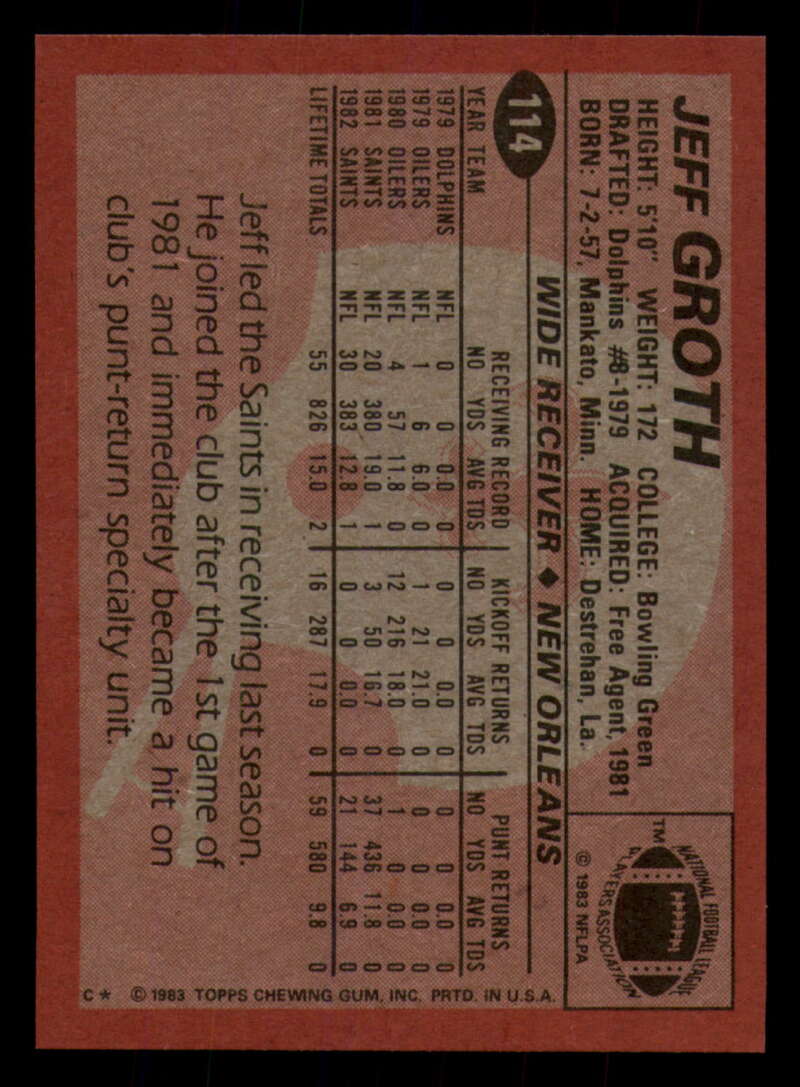 114
JEFF GROTH
HEIGHT: 5'10" WEIGHT: 172 COLLEGE: Bowling Green
DRAFTED: Dolphins #8-1979 ACQUIRED: Free Agent, 1981
BORN: 7-2-57, Mankato, Minn. HOME: Destrehan, La.
NATIONAL FOOTBALL LEAGUE
PLAYERS ASSOCIATION
TM
© 1983 NFLPA
WIDE RECEIVER ♦ NEW ORLEANS
RECEIVING RECORD KICKOFF RETURNS PUNT RETURNS
YEAR TEAM NO YDS AVG TDS NO YDS AVG TDS NO YDS AVG TDS
1979 DOLPHINS NFL 0 0 0.0 0 0 0 0.0 0 0 0 0.0 0
1979 OILERS NFL 1 6 6.0 0 1 21 21.0 0 0 0 0.0 0
1980 OILERS NFL 4 57 11.8 0 12 216 18.0 0 1 0 0.0 0
1981 SAINTS NFL 20 380 19.0 1 3 50 16.7 0 37 436 11.8 0
1982 SAINTS NFL 30 383 12.8 1 0 0 0.0 0 21 144 6.9 0
LIFETIME TOTALS 55 826 15.0 2 16 287 17.9 0 59 580 9.8 0
Jeff led the Saints in receiving last season.
He joined the club after the 1st game of
1981 and immediately became a hit on
club's punt-return specialty unit.
C* © 1983 TOPPS CHEWING GUM, INC. PRTD. IN U.S.A.